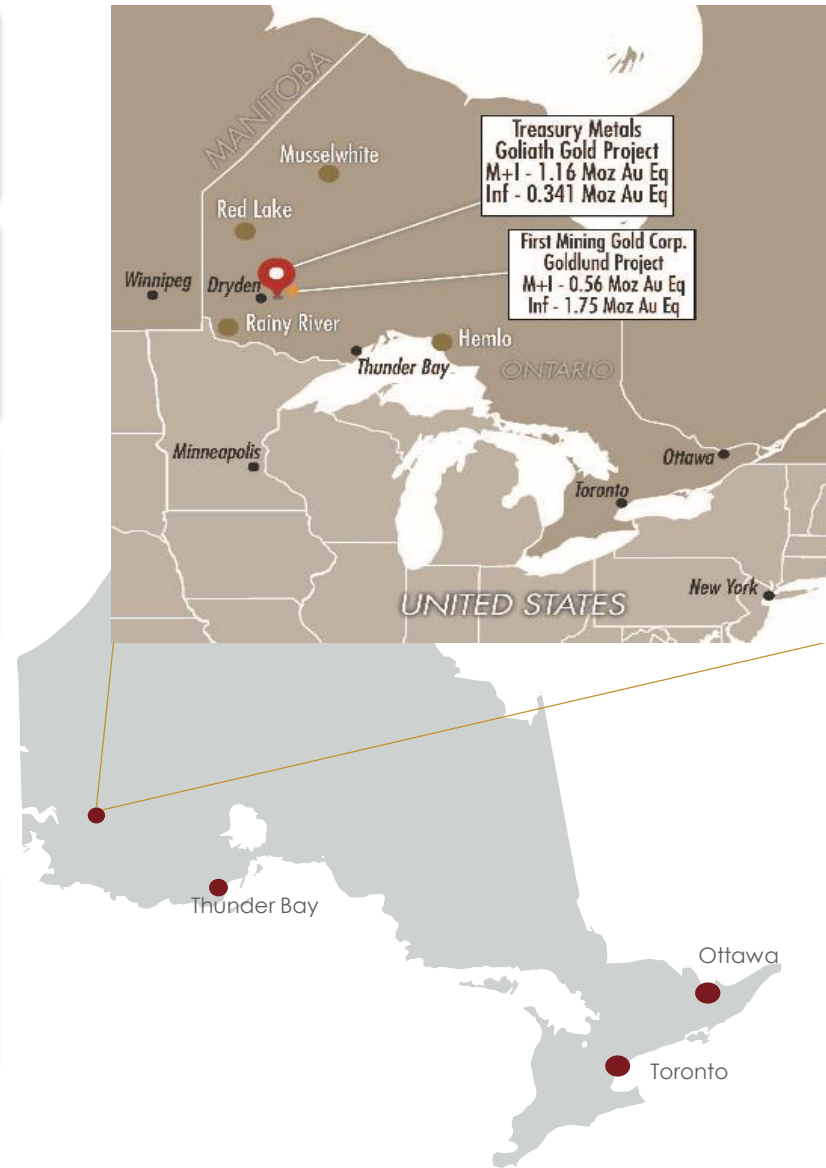 MANITOBA
Treasury Metals
Goliath Gold Project
M+I - 1.16 Moz Au Eq
Inf - 0.341 Moz Au Eq
Musselwhite
Red Lake
First Mining Gold Corp.
Goldlund Project
M+I - 0.56 Moz Au Eq
Inf - 1.75 Moz Au Eq
Winnipeg
Dryden
Rainy River
Hemlo
Thunder Bay
ONTARIO
Minneapolis
Ottawa
Toronto
New York
UNITED STATES
Thunder Bay
Ottawa
Toronto